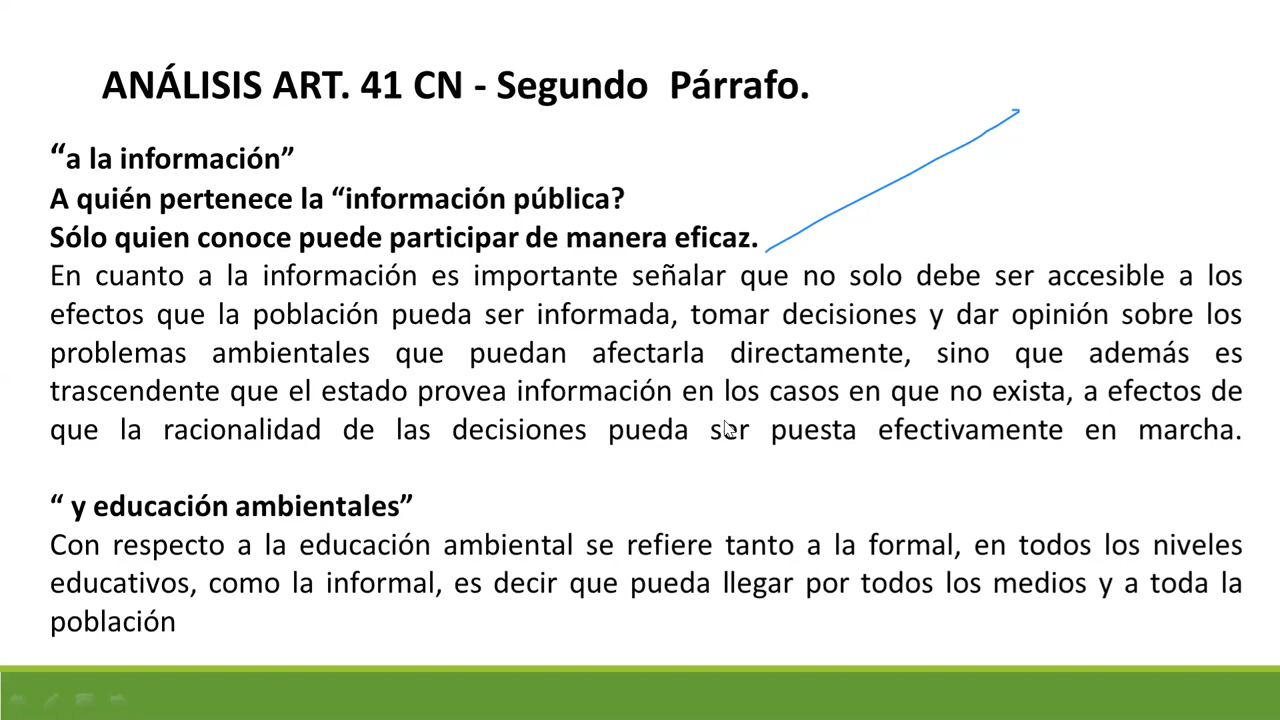 ANÁLISIS ART. 41 CN - Segundo  Párrafo.
“a la información”
A quién pertenece la “información pública?
Sólo quien conoce puede participar de manera eficaz.
En cuanto a la información es importante señalar que no solo debe ser accesible a los
efectos que la población pueda ser informada, tomar decisiones y dar opinión sobre los
problemas ambientales que puedan afectarla directamente, sino que además es
trascendente que el estado provea información en los casos en que no exista, a efectos de
que la racionalidad de las decisiones pueda ser puesta efectivamente en marcha.
“ y educación ambientales”
Con respecto a la educación ambiental se refiere tanto a la formal, en todos los niveles
educativos, como la informal, es decir que pueda llegar por todos los medios y a toda la
población